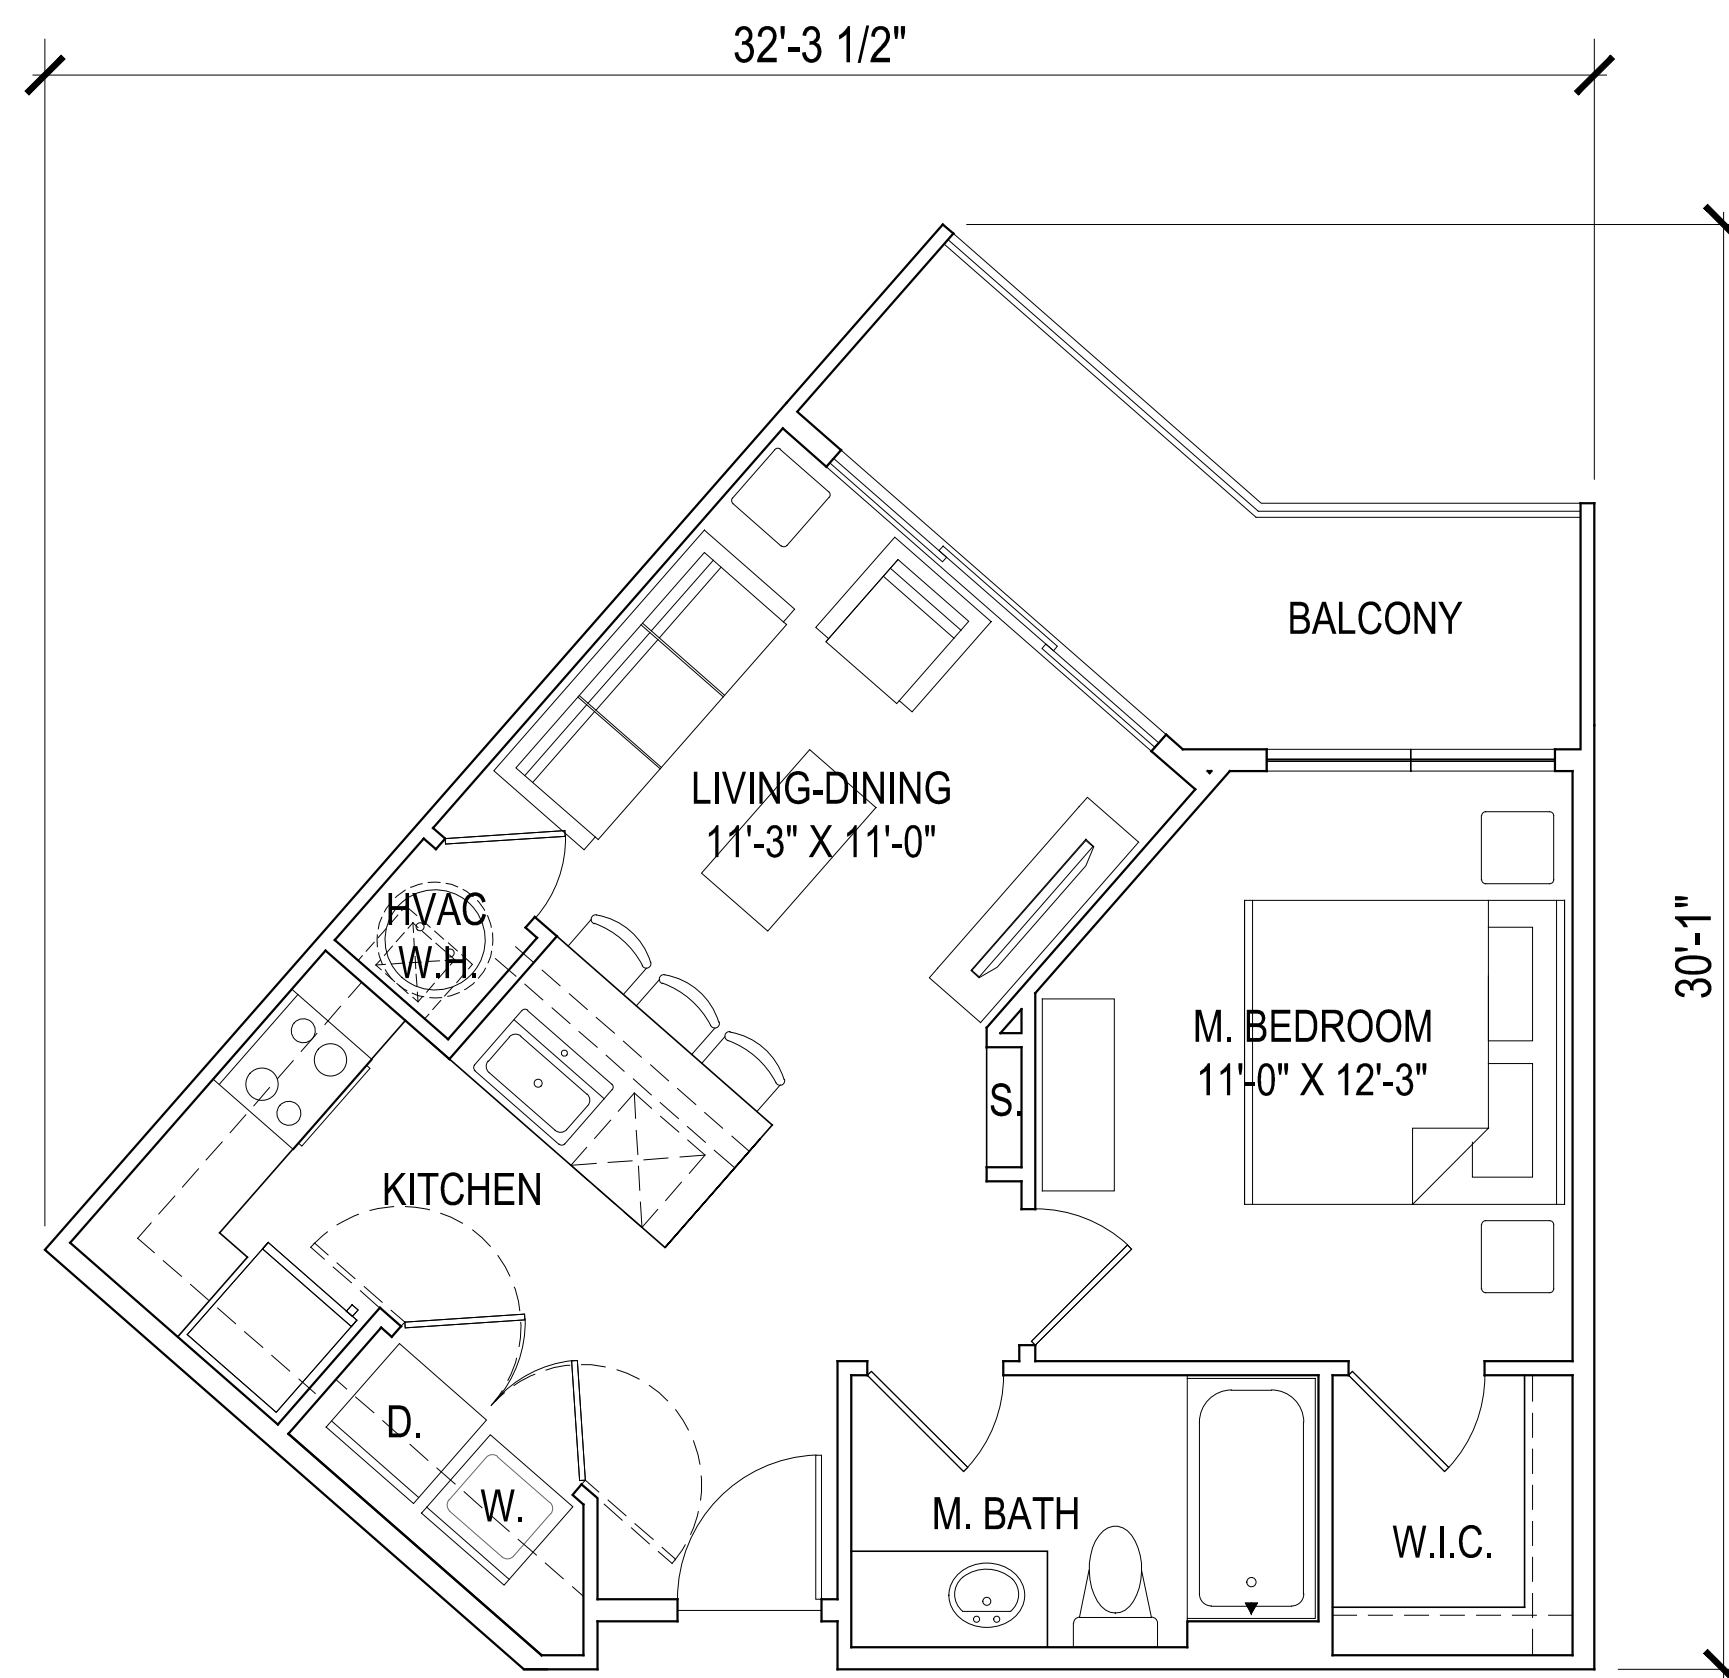 32'-3 1/2"
BALCONY
LIVING-DINING
11'-3" X 11'-0"
HVAC
W.H.
30'-1"
M. BEDROOM
11'-0" X 12'-3"
S.
KITCHEN
D.
W.
M. BATH
W.I.C.